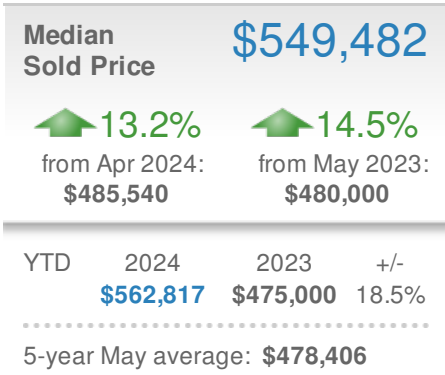 Median
Sold Price
$549,482
13.2%
14.5%
from Apr 2024:
from May 2023:
$485,540
$480,000
YTD 2024 2023 +/-
$562,817 $475,000 18.5%
5-year May average: $478,406